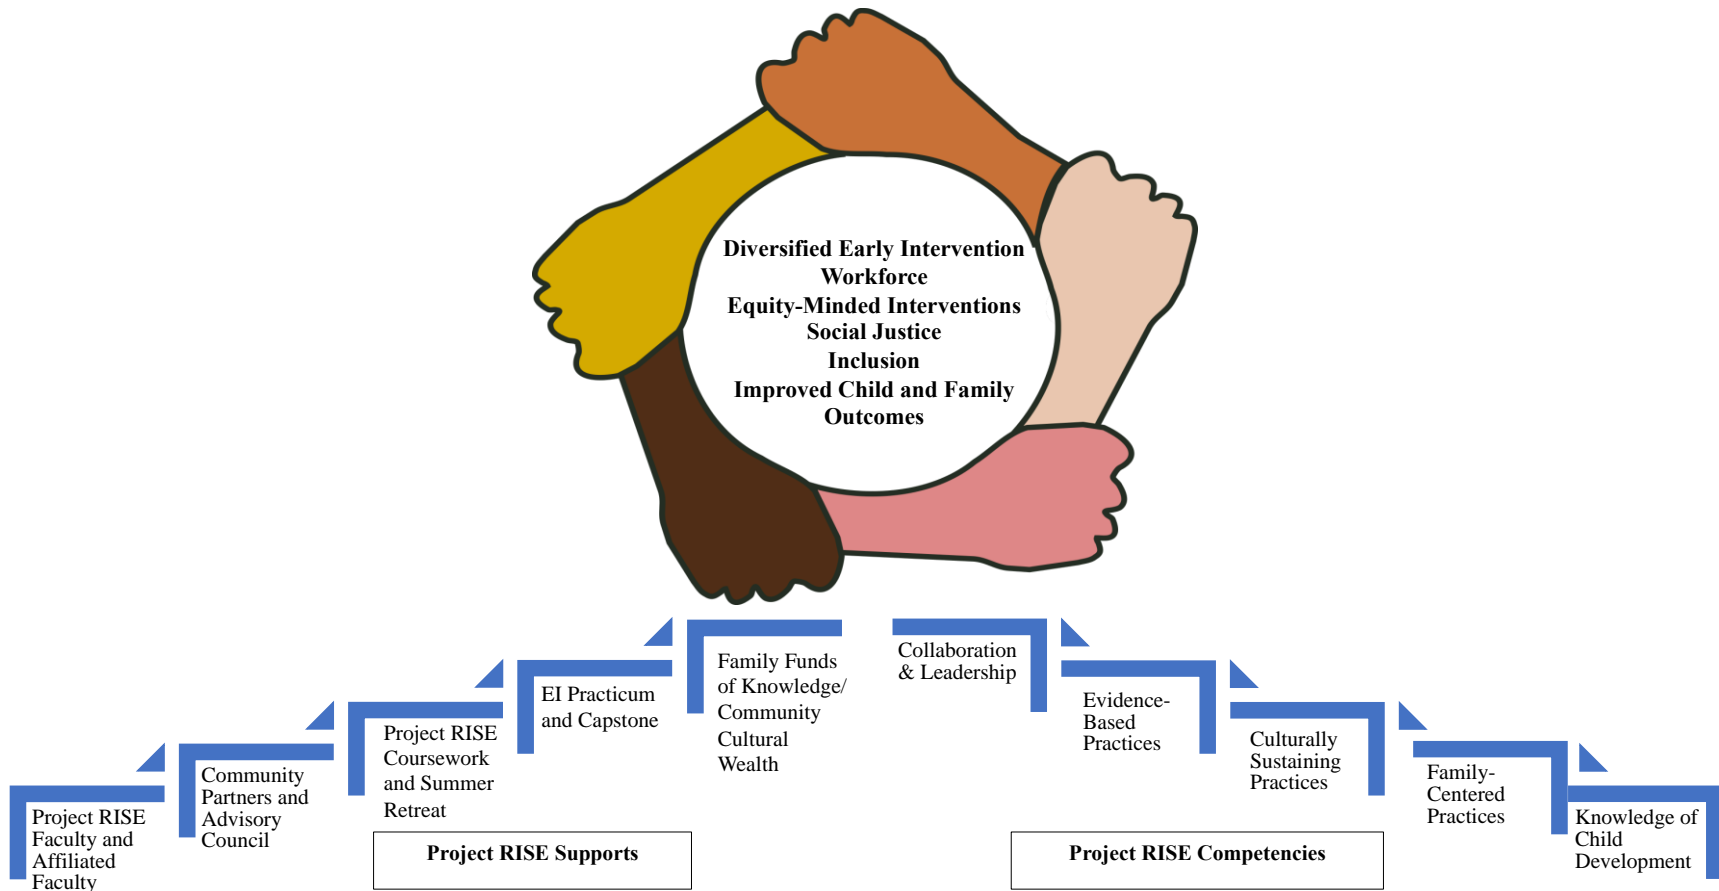 Diversified Early Intervention
Workforce
Equity-Minded Interventions
Social Justice
Inclusion
Improved Child and Family
Outcomes
Project RISE
Faculty and
Affiliated
Faculty
Community
Partners and
Advisory
Council
Project RISE
Coursework
and Summer
Retreat
EI Practicum
and Capstone
Family Funds
of Knowledge/
Community
Cultural
Wealth
Collaboration
& Leadership
Evidence-
Based
Practices
Culturally
Sustaining
Practices
Family-
Centered
Practices
Knowledge of
Child
Development
Project RISE Supports
Project RISE Competencies